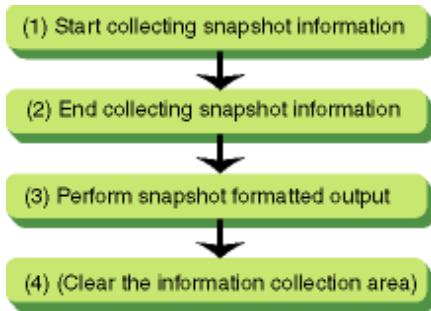 (1) Start collecting snapshot information
(2) End collecting snapshot information
(3) Perform snapshot formatted output
(4) (Clear the information collection area)